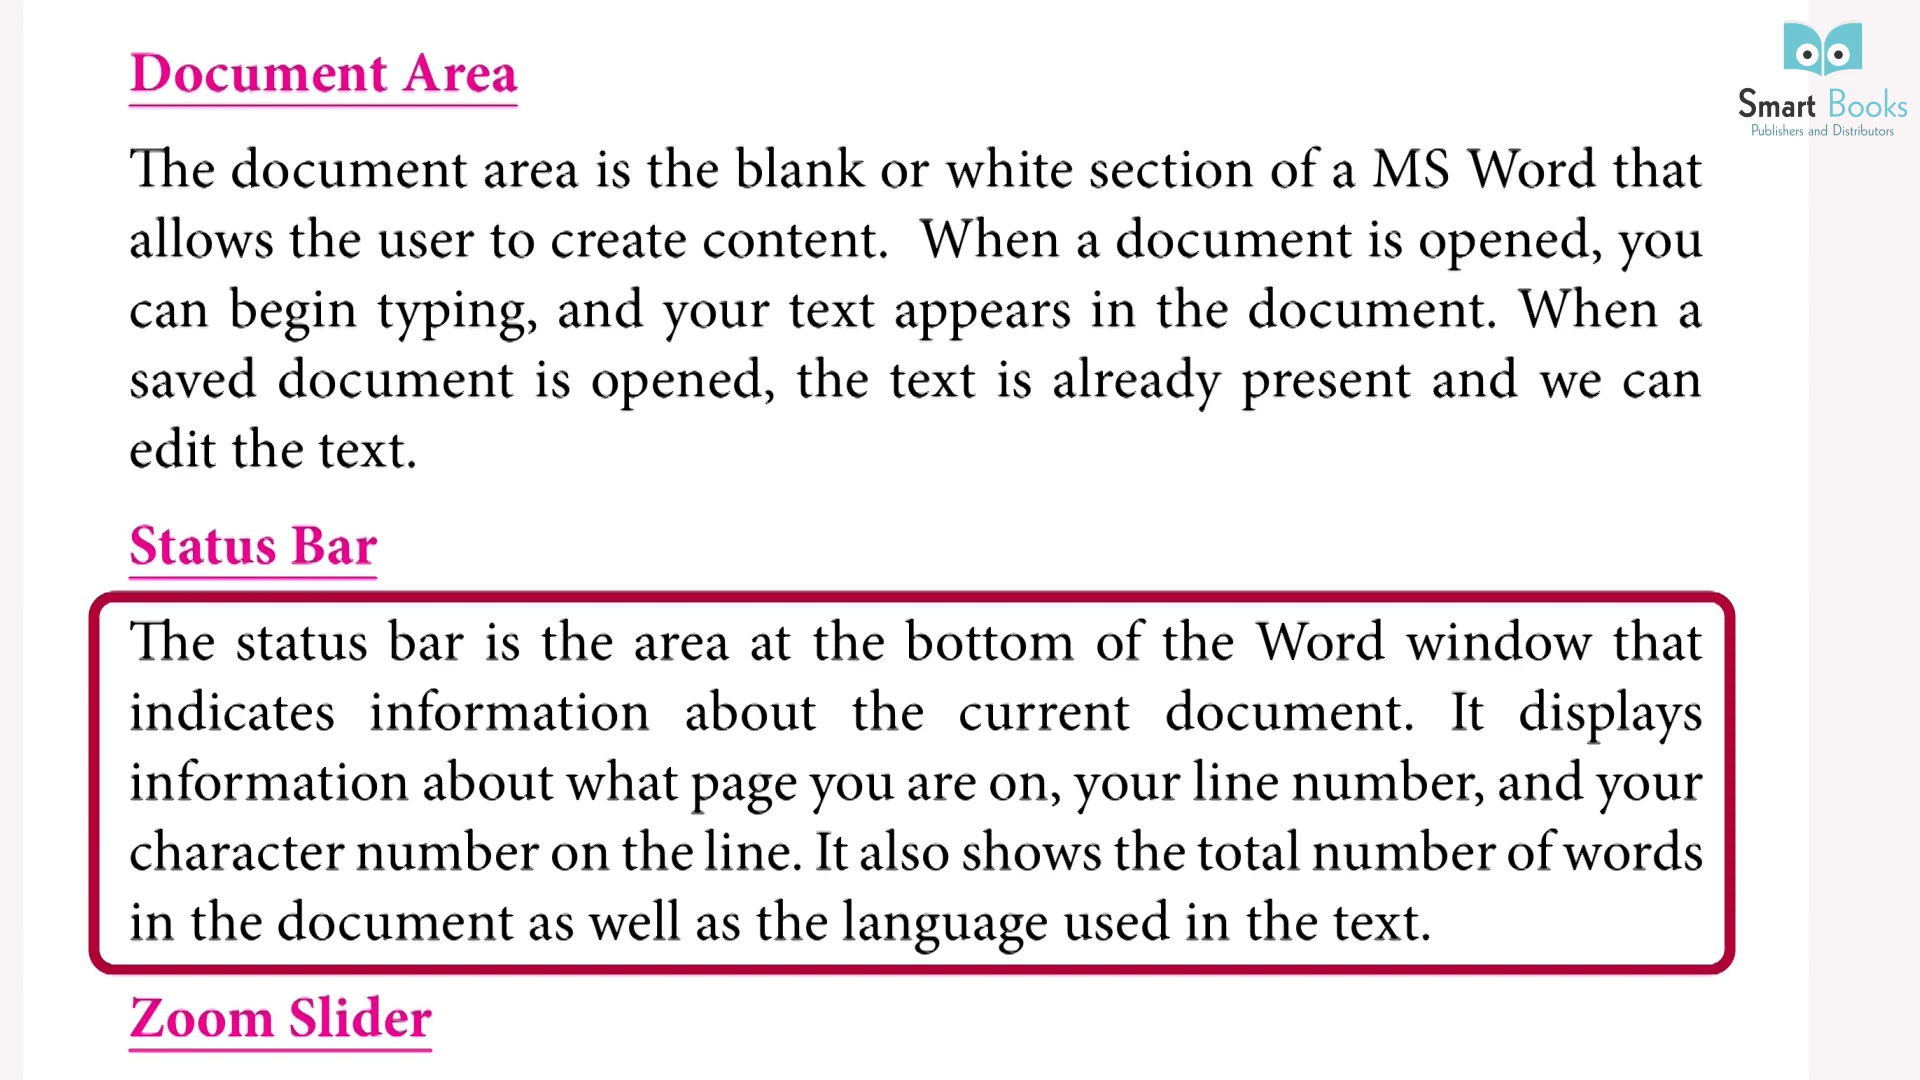 Smart Books
Publishers and Distributors
Document Area
The document area is the blank or white section of a MS Word that
allows the user to create content.  When a document is opened, you
can begin typing, and your text appears in the document. When a
saved document is opened, the text is already present and we can
edit the text.
Status Bar
The status bar is the area at the bottom of the Word window that
indicates information about the current document. It displays
information about what page you are on, your line number, and your
character number on the line. It also shows the total number of words
in the document as well as the language used in the text.
Zoom Slider